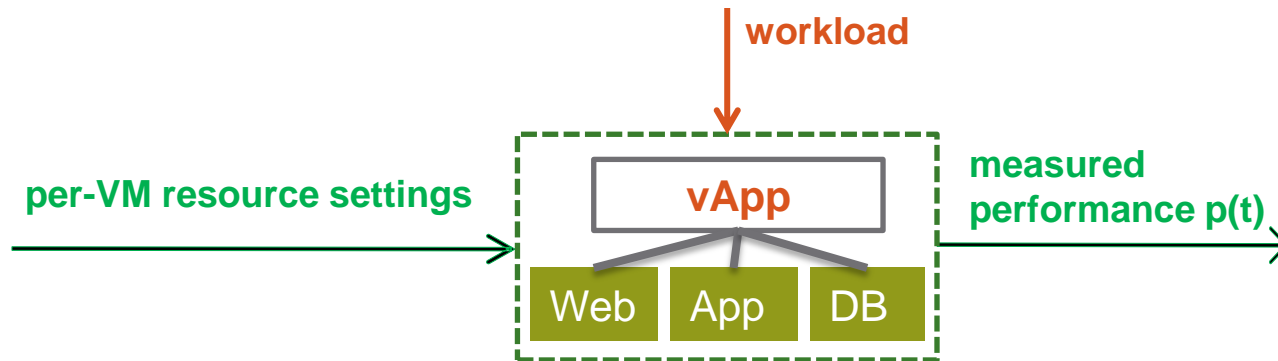 workload
per-VM resource settings
vApp
measured
performance p(t)
Web
App
DB